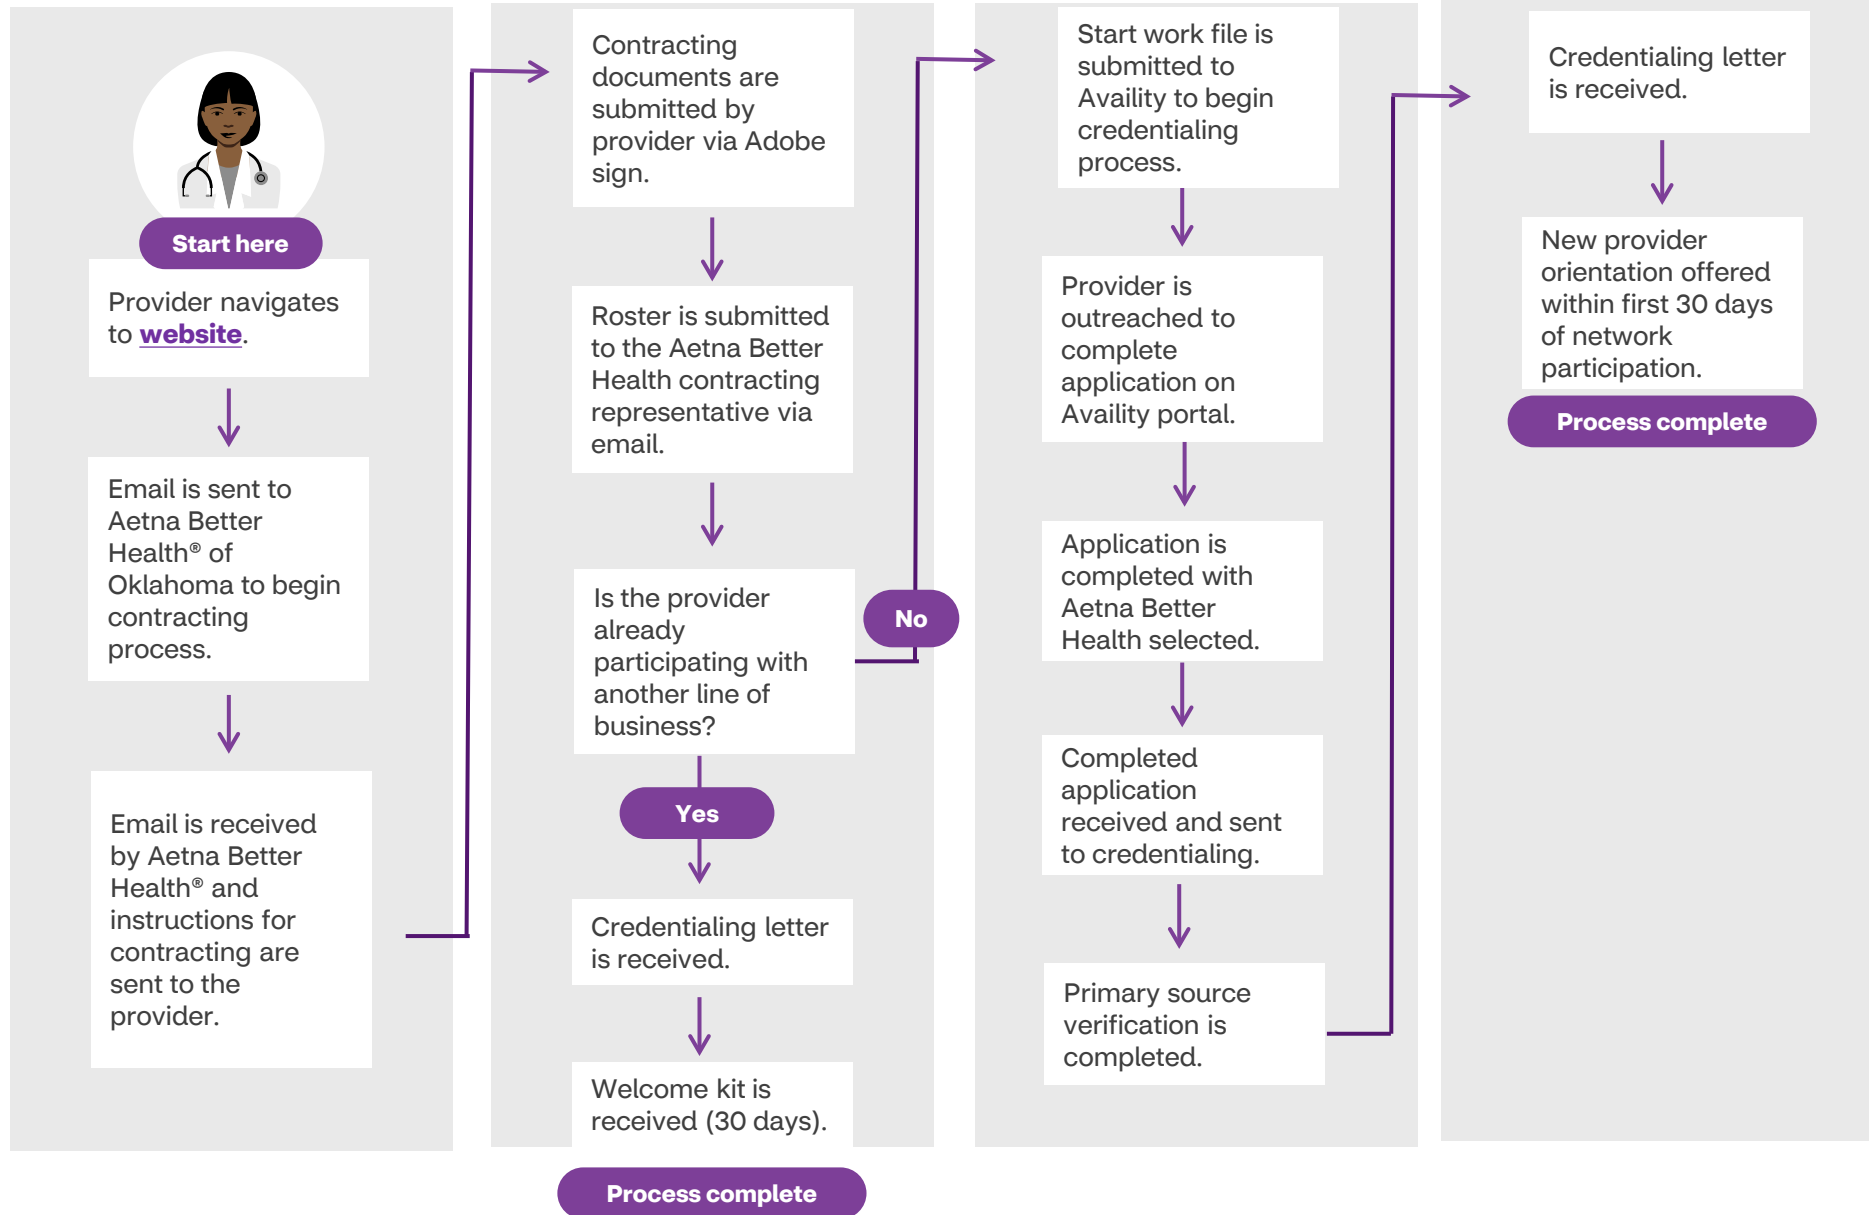 Start here
Provider navigates
to website.
Email is sent to
Aetna Better
Health® of
Oklahoma to begin
contracting
process.
Email is received
by Aetna Better
Health® and
instructions for
contracting are
sent to the
provider.
Contracting
documents are
submitted by
provider via Adobe
sign.
Roster is submitted
to the Aetna Better
Health contracting
representative via
email.
Is the provider
already
participating with
another line of
business?
No
Yes
Credentialing letter
is received.
Welcome kit is
received (30 days).
Process complete
Start work file is
submitted to
Availity to begin
credentialing
process.
Provider is
outreached to
complete
application on
Availity portal.
Application is
completed with
Aetna Better
Health selected.
Completed
application
received and sent
to credentialing.
Primary source
verification is
completed.
Credentialing letter
is received.
New provider
orientation offered
within first 30 days
of network
participation.
Process complete